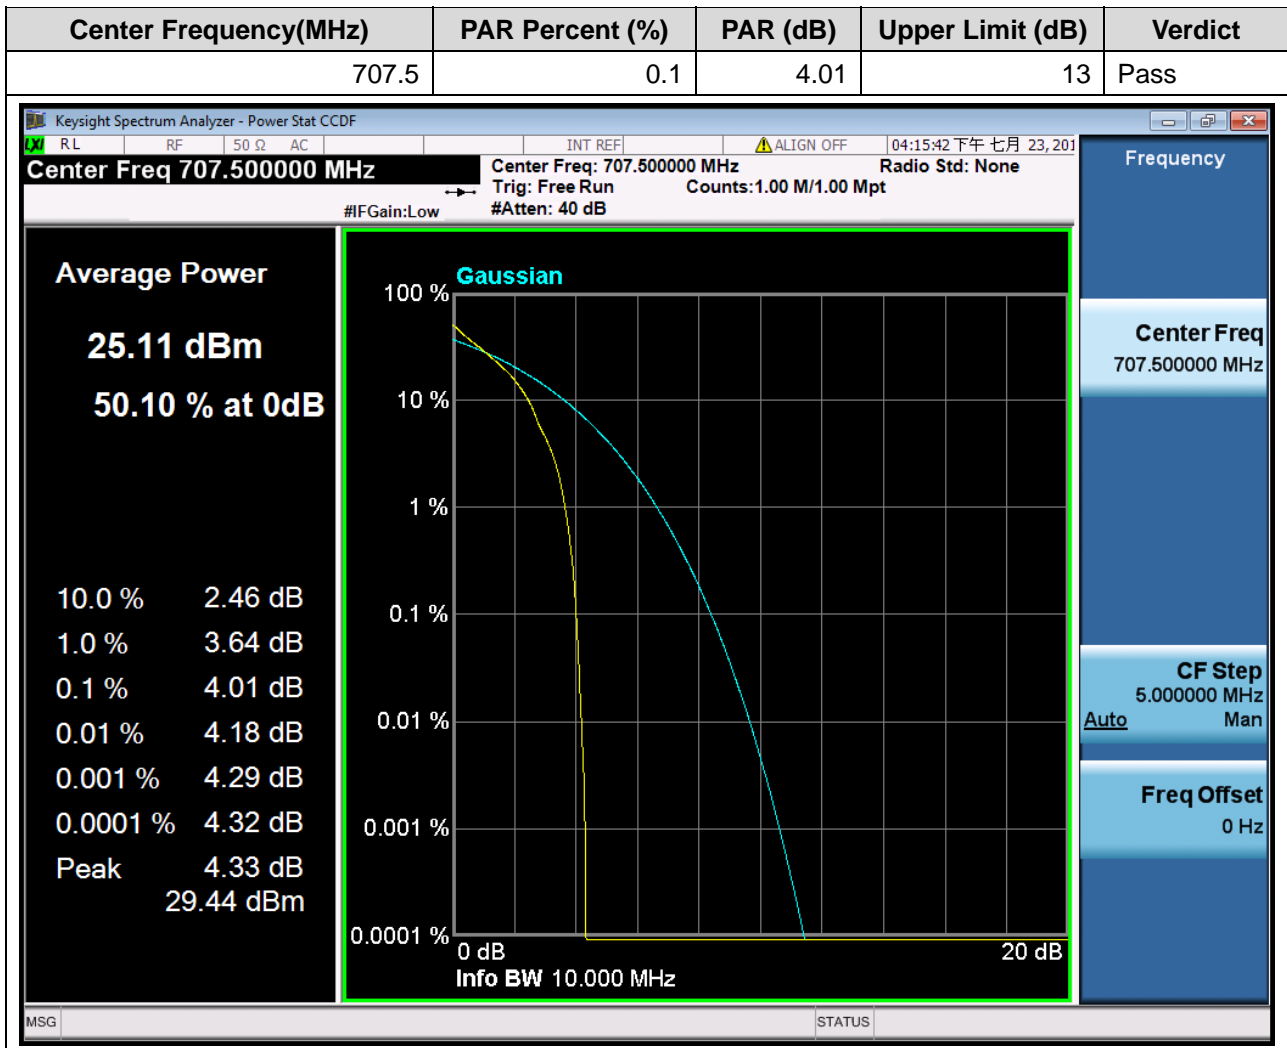 Center Frequency(MHz) PAR Percent (%) PAR (dB) Upper Limit (dB) Verdict
707.5 0.1 4.01 13 Pass
Keysight Spectrum Analyzer - Power Stat CCDF
LXI RL RF 50 Ω AC INT REF ALIGN OFF 04:15:42 下午 七月 23, 201
Center Freq 707.500000 MHz
#IFGain:Low
Center Freq: 707.500000 MHz Radio Std: None
Trig: Free Run Counts:1.00 M/1.00 Mpt
#Atten: 40 dB
Average Power
25.11 dBm
50.10 % at 0dB
10.0 % 2.46 dB
1.0 % 3.64 dB
0.1 % 4.01 dB
0.01 % 4.18 dB
0.001 % 4.29 dB
0.0001 % 4.32 dB
Peak 4.33 dB
29.44 dBm
Gaussian
100 %
10 %
1 %
0.1 %
0.01 %
0.001 %
0.0001 %
0 dB 20 dB
Info BW 10.000 MHz
Frequency
Center Freq
707.500000 MHz
CF Step
5.000000 MHz
Auto Man
Freq Offset
0 Hz
MSG STATUS